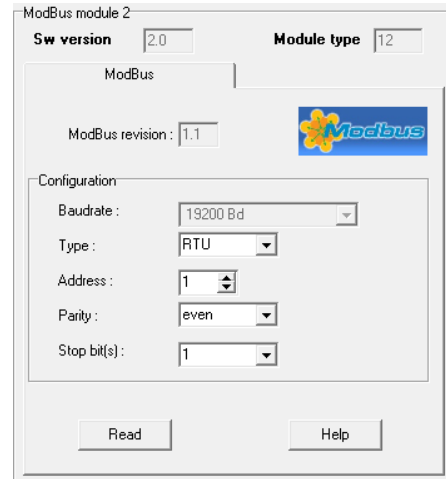 ModBus module 2
Sw version 2.0 Module type 12
ModBus
ModBus revision : 1.1 Modbus
Configuration
Baudrate : 19200 Bd
Type : RTU
Address : 1
Parity : even
Stop bit(s) : 1
Read Help